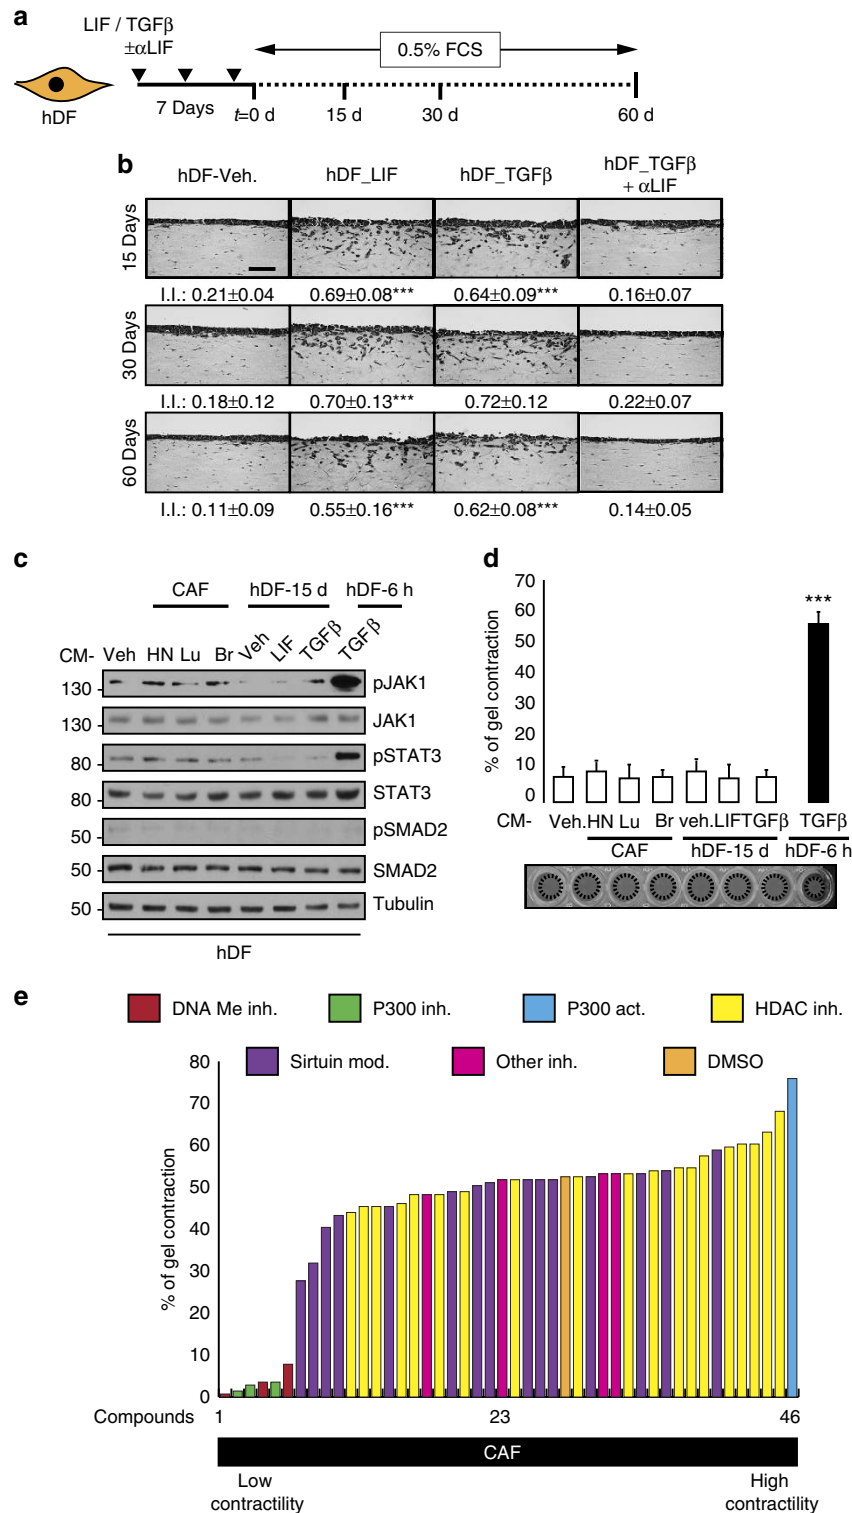 a
LIF / TGFβ
±αLIF
0.5% FCS
hDF
7 Days
t=0 d
15 d
30 d
60 d
b
hDF-Veh.
hDF_LIF
hDF_TGFβ
hDF_TGFβ
+ αLIF
15 Days
I.I.: 0.21±0.04
0.69±0.08***
0.64±0.09***
0.16±0.07
30 Days
I.I.: 0.18±0.12
0.70±0.13***
0.72±0.12
0.22±0.07
60 Days
I.I.: 0.11±0.09
0.55±0.16***
0.62±0.08***
0.14±0.05
c
CAF
hDF-15 d
hDF-6 h
CM-
Veh
HN
Lu
Br
Veh
LIF
TGFβ
TGFβ
130
pJAK1
130
JAK1
80
pSTAT3
80
STAT3
50
pSMAD2
50
SMAD2
50
Tubulin
hDF
d
% of gel contraction
70
60
50
40
30
20
10
0
***
CM-
Veh.
HN
Lu
Br
veh.
LIF
TGFβ
TGFβ
CAF
hDF-15 d
hDF-6 h
e
DNA Me inh.
P300 inh.
P300 act.
HDAC inh.
Sirtuin mod.
Other inh.
DMSO
% of gel contraction
80
70
60
50
40
30
20
10
0
Compounds
1
23
46
CAF
Low
contractility
High
contractility